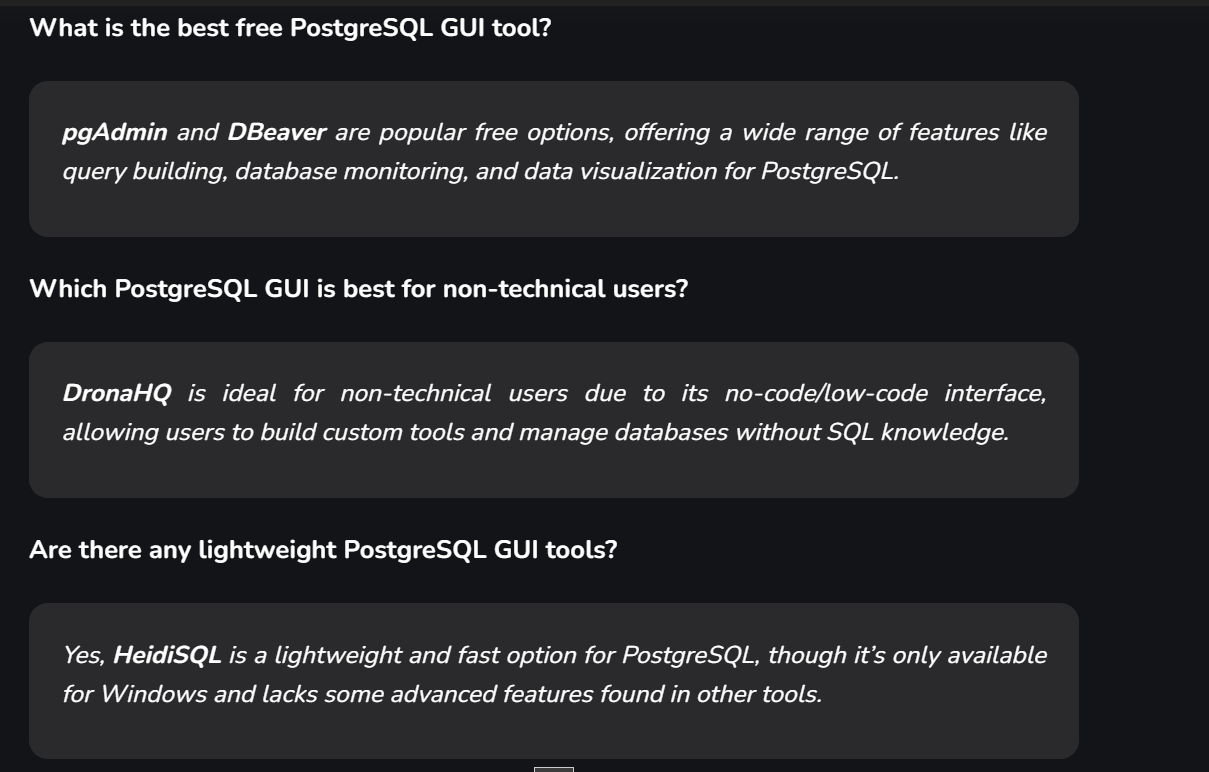 What is the best free PostgreSQL GUI tool?
pgAdmin and DBeaver are popular free options, offering a wide range of features like
query building, database monitoring, and data visualization for PostgreSQL.
Which PostgreSQL GUI is best for non-technical users?
DronaHQ is ideal for non-technical users due to its no-code/low-code interface,
allowing users to build custom tools and manage databases without SQL knowledge.
Are there any lightweight PostgreSQL GUI tools?
Yes, HeidiSQL is a lightweight and fast option for PostgreSQL, though it’s only available
for Windows and lacks some advanced features found in other tools.